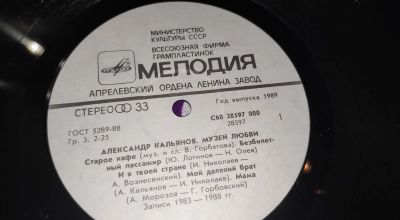 МИНИСТЕРСТВО
КУЛЬТУРЫ СССР
ВСЕСОЮЗНАЯ ФИРМА
ГРАМПЛАСТИНОК
МЕЛОДИЯ
АПРЕЛЕВСКИЙ ОРДЕНА ЛЕНИНА ЗАВОД
СТЕРЕО 33
Год выпуска 1989
ГОСТ 5289-88
Гр. 3. 2-25
С60 28597 000
28597
1
АЛЕКСАНДР КАЛЬЯНОВ. МУЗЕЙ ЛЮБВИ
Старое кафе (муз. и сл. В. Горбатова). Безбилет-
ный пассажир (Ю. Логинов — Н. Олев)
И в твоей стране (И. Николаев —
А. Вознесенский). Мой далекий брат
(А. Кальянов — И. Николаев). Мама
(А. Морозов — Г. Горбовский)
Записи 1983 — 1988 гг.